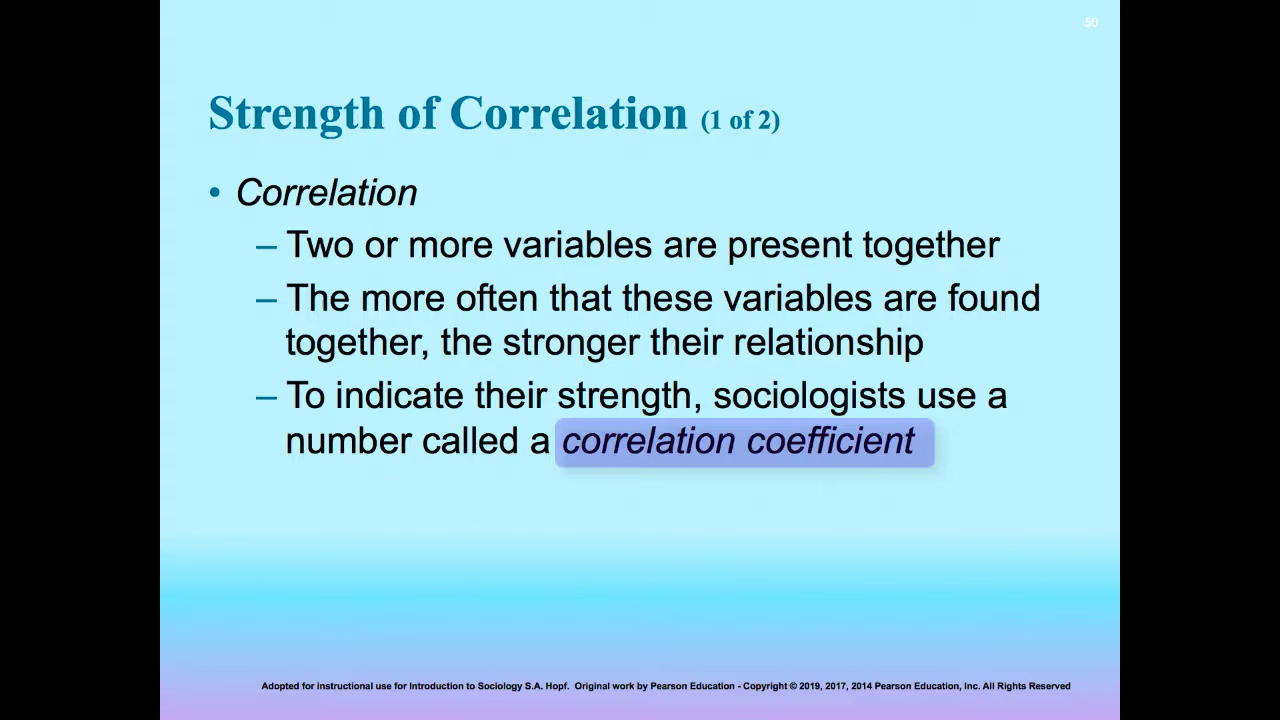 50
Strength of Correlation (1 of 2)
• Correlation
– Two or more variables are present together
– The more often that these variables are found
together, the stronger their relationship
– To indicate their strength, sociologists use a
number called a correlation coefficient
Adopted for instructional use for Introduction to Sociology S.A. Hopf. Original work by Pearson Education - Copyright © 2019, 2017, 2014 Pearson Education, Inc. All Rights Reserved